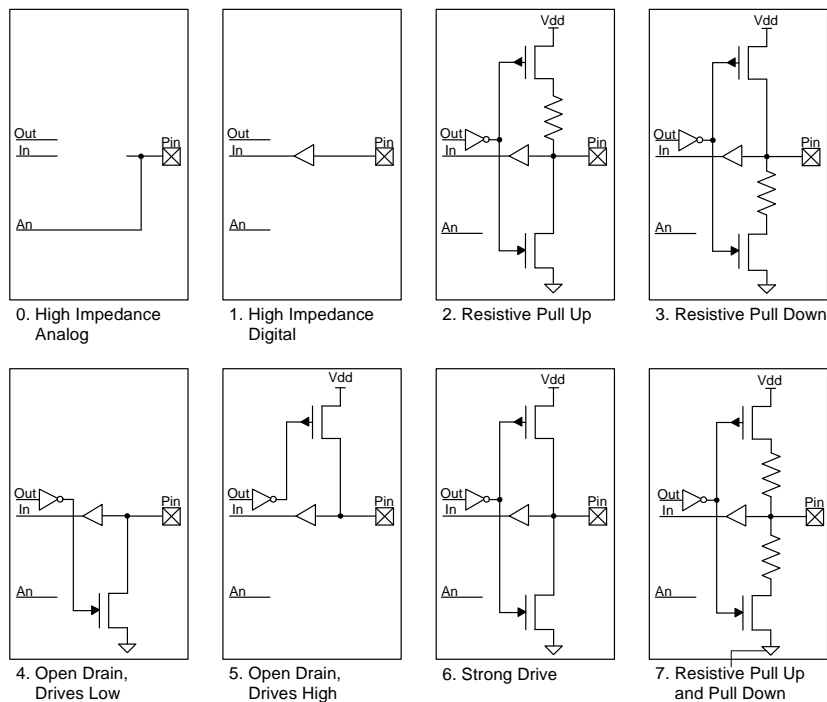 Vdd
Vdd
Out
In
Pin
An
Out
In
Pin
An
Out
In
Pin
An
Out
In
Pin
An
0. High Impedance
Analog
1. High Impedance
Digital
2. Resistive Pull Up
3. Resistive Pull Down
Vdd
Vdd
Vdd
Out
In
Pin
An
Out
In
Pin
An
Out
In
Pin
An
Out
In
Pin
An
4. Open Drain,
Drives Low
5. Open Drain,
Drives High
6. Strong Drive
7. Resistive Pull Up
and Pull Down